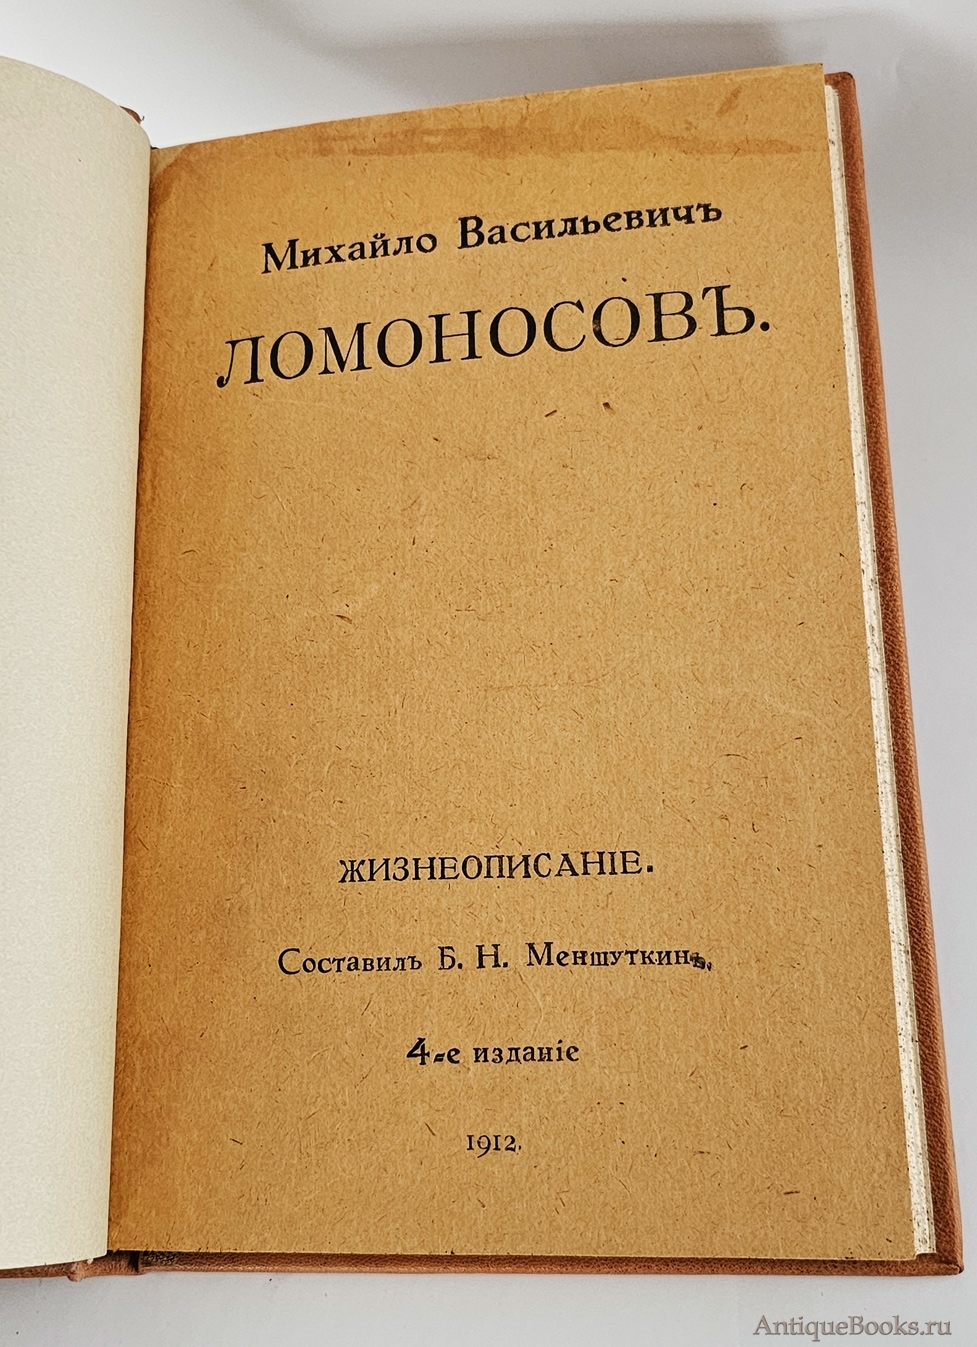 Михайло Васильевичъ
ЛОМОНОСОВЪ.
ЖИЗНЕОПИСАНІЕ.
Составилъ Б. Н. Меншуткинъ,
4-е изданіе
1912.
AntiqueBooks.ru